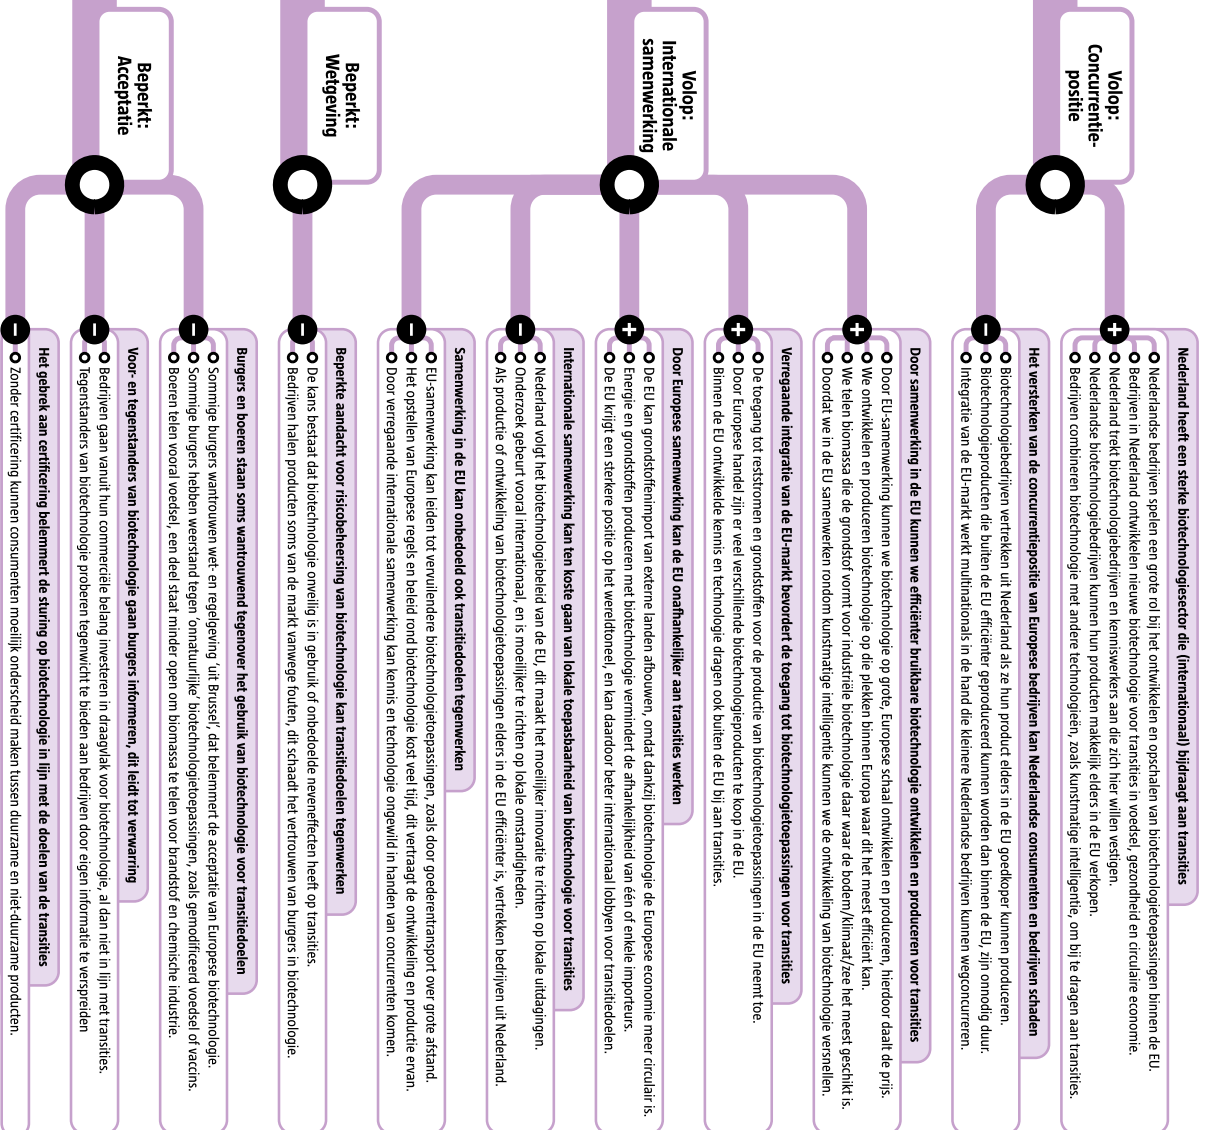 Volop:
Concurrentie-
positie
Nederland heeft een sterke biotechnologiesector die (internationaal) bijdraagt aan transities
Nederlandse bedrijven spelen een grote rol bij het ontwikkelen en opschalen van biotechnologietoepassingen binnen de EU.
Bedrijven in Nederland ontwikkelen nieuwe biotechnologie voor transities in voedsel, gezondheid en circulaire economie.
Nederland trekt biotechnologiebedrijven en kenniswerkers aan die zich hier willen vestigen.
Nederlandse biotechnologiebedrijven kunnen hun producten makkelijk elders in de EU verkopen.
Bedrijven combineren biotechnologie met andere technologieën, zoals kunstmatige intelligentie, om bij te dragen aan transities.
Het versterken van de concurrentiepositie van Europese bedrijven kan Nederlandse consumenten en bedrijven schaden
Biotechnologiebedrijven vertrekken uit Nederland als ze hun product elders in de EU goedkoper kunnen produceren.
Biotechnologieproducten die buiten de EU efficiënter geproduceerd kunnen worden dan binnen de EU, zijn onnodig duur.
Integratie van de EU-markt werkt multinationals in de hand die kleinere Nederlandse bedrijven kunnen wegconcurreren.
Volop:
Internationale
samenwerking
Door samenwerking in de EU kunnen we efficiënter bruikbare biotechnologie ontwikkelen en produceren voor transities
Door EU-samenwerking kunnen we biotechnologie op grote, Europese schaal ontwikkelen en produceren, hierdoor daalt de prijs.
We ontwikkelen en produceren biotechnologie op die plekken binnen Europa waar dit het meest efficiënt kan.
We telen biomassa die de grondstof vormt voor industriële biotechnologie daar waar de bodem/klimaat/zee het meest geschikt is.
Doordat we in de EU samenwerken rondom kunstmatige intelligentie kunnen we de ontwikkeling van biotechnologie versnellen.
Verregaande integratie van de EU-markt bevordert de toegang tot biotechnologietoepassingen voor transities
De toegang tot reststromen en grondstoffen voor de productie van biotechnologietoepassingen in de EU neemt toe.
Door Europese handel zijn er veel verschillende biotechnologieproducten te koop in de EU.
Binnen de EU ontwikkelde kennis en technologie dragen ook buiten de EU bij aan transities.
Door Europese samenwerking kan de EU onafhankelijker aan transities werken
De EU kan grondstoffenimport van externe landen afbouwen, omdat dankzij biotechnologie de Europese economie meer circulair is.
Energie en grondstoffen produceren met biotechnologie vermindert de afhankelijkheid van één of enkele importeurs.
De EU krijgt een sterkere positie op het wereldtoneel, en kan daardoor beter internationaal lobbyen voor transitiedoelen.
Internationale samenwerking kan ten koste gaan van lokale toepasbaarheid van biotechnologie voor transities
Nederland volgt het biotechnologiebeleid van de EU, dit maakt het moeilijker innovatie te richten op lokale uitdagingen.
Onderzoek gebeurt vooral internationaal, en is moeilijker te richten op lokale omstandigheden.
Als productie of ontwikkeling van biotechnologietoepassingen elders in de EU efficiënter is, vertrekken bedrijven uit Nederland.
Samenwerking in de EU kan onbedoeld ook transitiedoelen tegenwerken
EU-samenwerking kan leiden tot vervuilendere biotechnologietoepassingen, zoals door goederentransport over grote afstand.
Het opstellen van Europese regels en beleid rond biotechnologie kost veel tijd, dit vertraagt de ontwikkeling en productie ervan.
Door verregaande internationale samenwerking kan kennis en technologie ongewild in handen van concurrenten komen.
Beperkt:
Wetgeving
Beperkte aandacht voor risicobeheersing van biotechnologie kan transitiedoelen tegenwerken
De kans bestaat dat biotechnologie onveilig is in gebruik of onbedoelde neveneffecten heeft op transities.
Bedrijven halen producten soms van de markt vanwege fouten, dit schaadt het vertrouwen van burgers in biotechnologie.
Beperkt:
Acceptatie
Burgers en boeren staan soms wantrouwend tegenover het gebruik van biotechnologie voor transitiedoelen
Sommige burgers wantrouwen wet- en regelgeving ‘uit Brussel’, dat belemmert de acceptatie van Europese biotechnologie.
Sommige burgers hebben weerstand tegen ‘onnatuurlijke’ biotechnologietoepassingen, zoals gemodificeerd voedsel of vaccins.
Boeren telen vooral voedsel, een deel staat minder open om biomassa te telen voor brandstof en chemische industrie.
Voor- en tegenstanders van biotechnologie gaan burgers informeren, dit leidt tot verwarring
Bedrijven gaan vanuit hun commerciële belang investeren in draagvlak voor biotechnologie, al dan niet in lijn met transities.
Tegenstanders van biotechnologie proberen tegenwicht te bieden aan bedrijven door eigen informatie te verspreiden
Het gebrek aan certificering belemmert de sturing op biotechnologie in lijn met de doelen van de transities
Zonder certificering kunnen consumenten moeilijk onderscheid maken tussen duurzame en niet-duurzame producten.